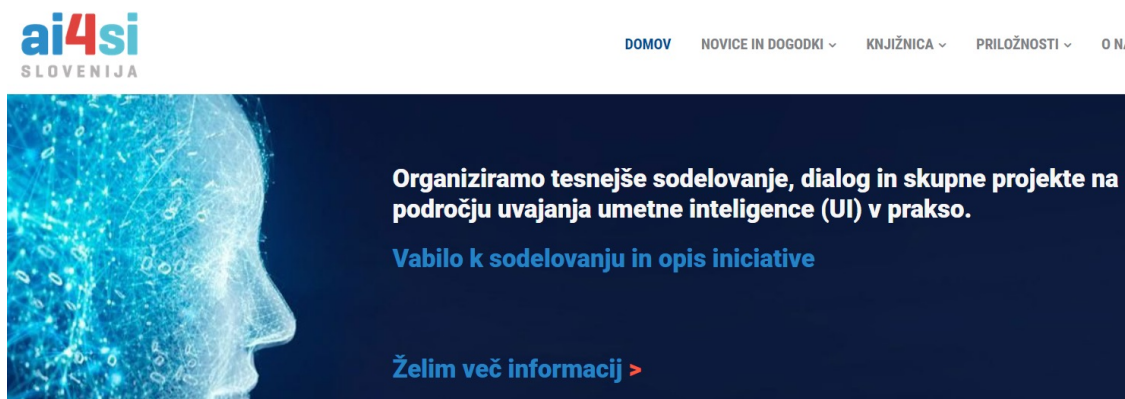 ai4si
SLOVENIJA
DOMOV NOVICE IN DOGODKI KNJIŽNICA PRILOŽNOSTI O NA
Organiziramo tesnejše sodelovanje, dialog in skupne projekte na
področju uvajanja umetne inteligence (UI) v prakso.
Vabilo k sodelovanju in opis iniciative
Želim več informacij >